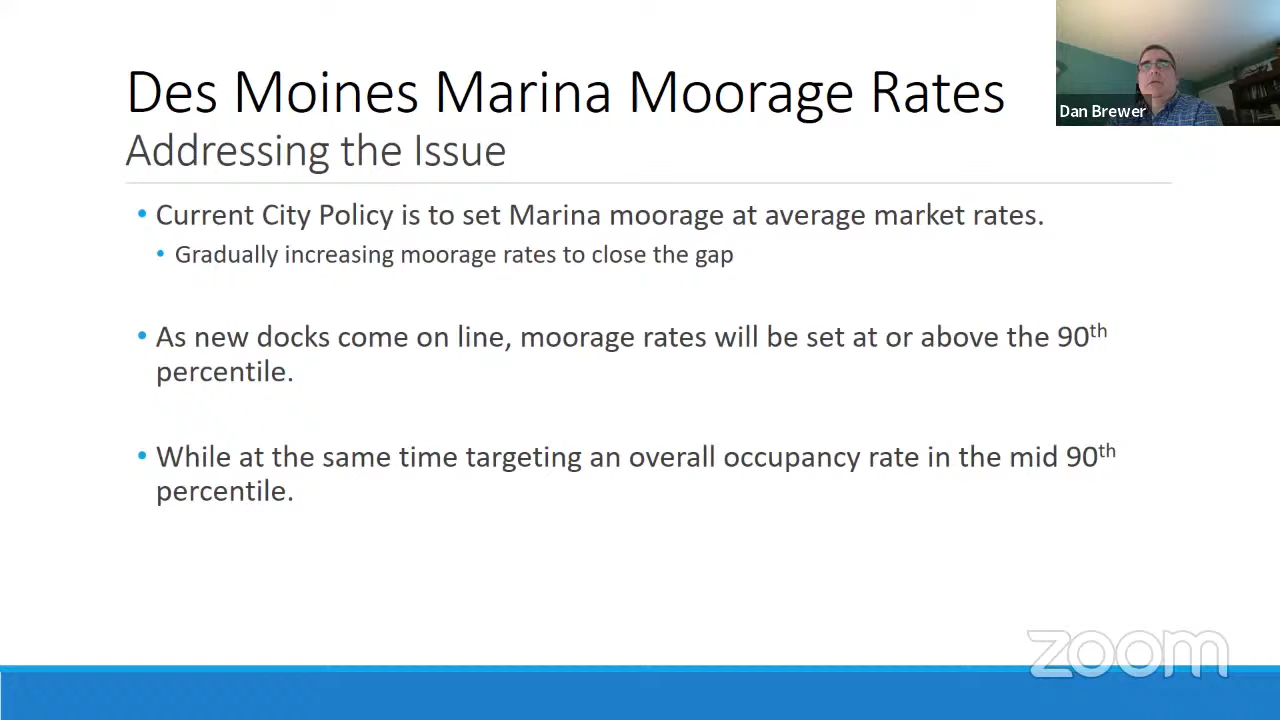 Des Moines Marina Moorage Rates
Addressing the Issue
Dan Brewer
• Current City Policy is to set Marina moorage at average market rates.
• Gradually increasing moorage rates to close the gap
• As new docks come on line, moorage rates will be set at or above the 90th
percentile.
• While at the same time targeting an overall occupancy rate in the mid 90th
percentile.
zoom